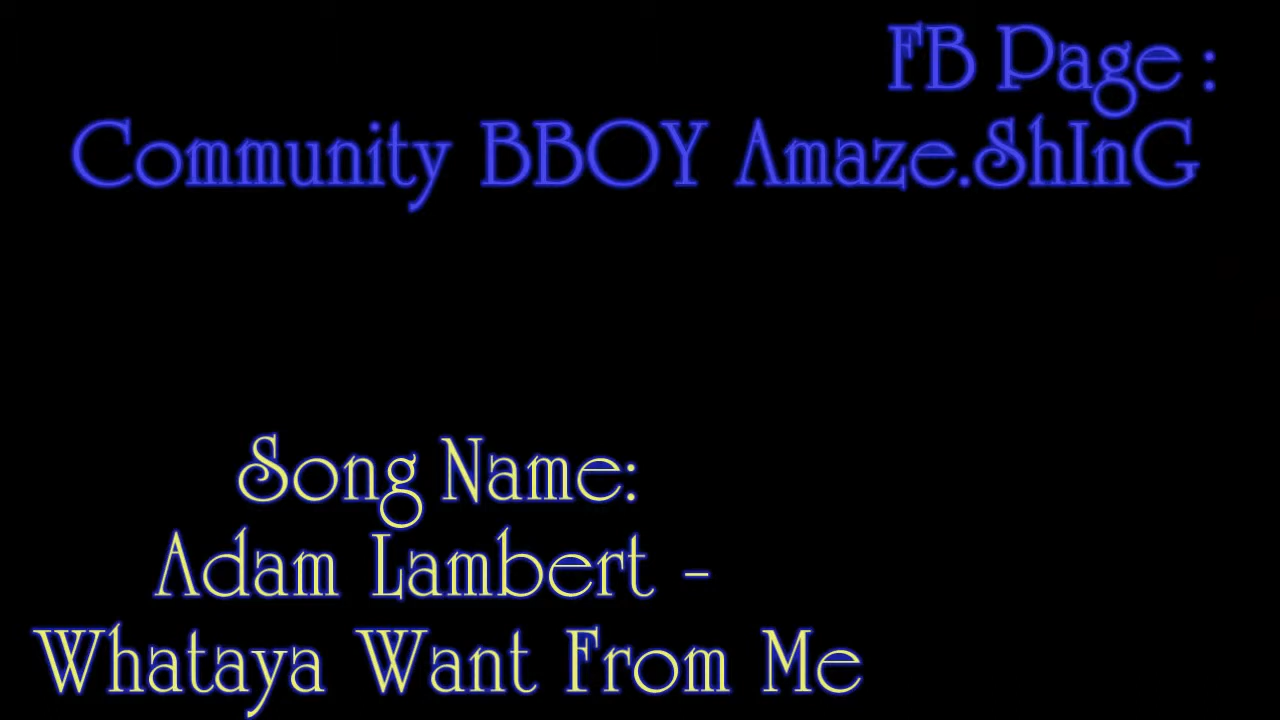 FB Page :
Community BBOY Amaze.ShInG
Song Name:
Adam Lambert -
Whataya Want From Me